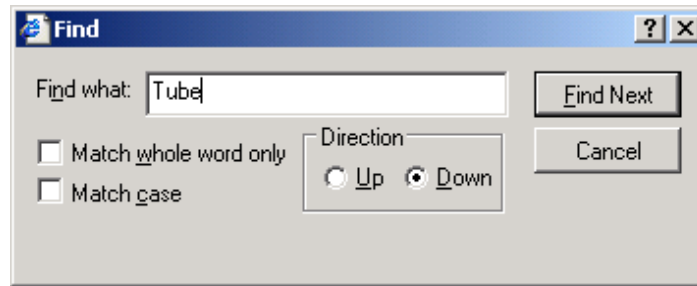 Find
Find what: Tube
Find Next
Match whole word only
Match case
Direction
Up Down
Cancel